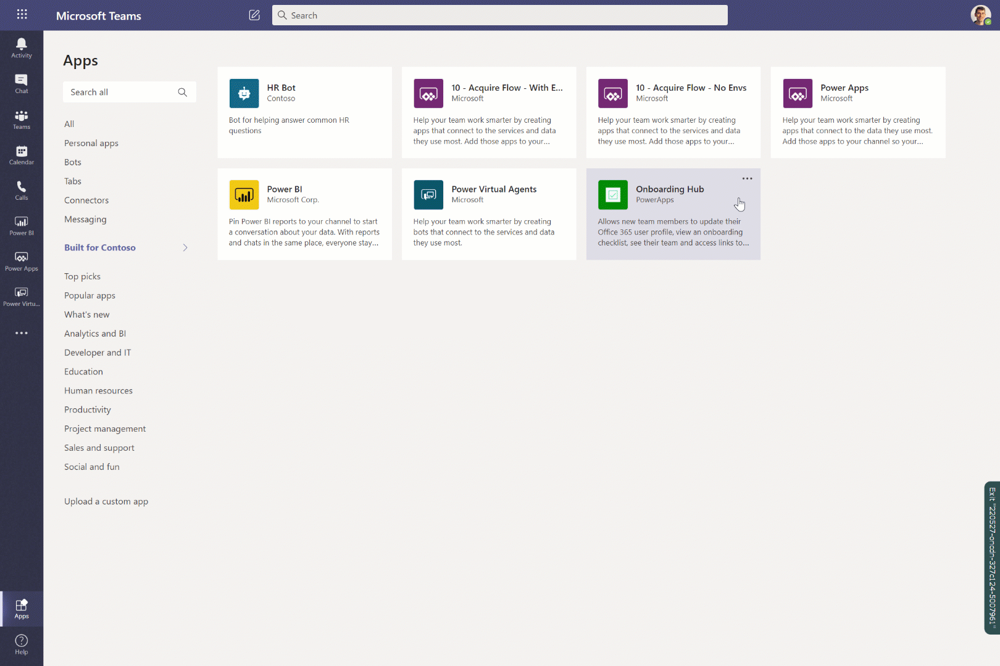 Microsoft Teams
Search
Activity
Chat
Teams
Calendar
Calls
Power BI
Power Apps
Power Virtu...
Apps
Help
Apps
Search all
All
Personal apps
Bots
Tabs
Connectors
Messaging
Built for Contoso
Top picks
Popular apps
What's new
Analytics and BI
Developer and IT
Education
Human resources
Productivity
Project management
Sales and support
Social and fun
Upload a custom app
HR Bot
Contoso
Bot for helping answer common HR
questions
10 - Acquire Flow - With E...
Microsoft
Help your team work smarter by creating
apps that connect to the services and data
they use most. Add those apps to your...
10 - Acquire Flow - No Envs
Microsoft
Help your team work smarter by creating
apps that connect to the services and data
they use most. Add those apps to your...
Power Apps
Microsoft
Help your team work smarter by creating
apps that connect to the data they use most.
Add those apps to your channel so your...
Power BI
Microsoft Corp.
Pin Power BI reports to your channel to start
a conversation about your data. With reports
and chats in the same place, everyone stay...
Power Virtual Agents
Microsoft
Help your team work smarter by creating
bots that connect to the services and data
they use most.
Onboarding Hub
PowerApps
Allows new team members to update their
Office 365 user profile, view an onboarding
checklist, see their team and access links to...
Exit "220527-oncdn-327c124-5007961"